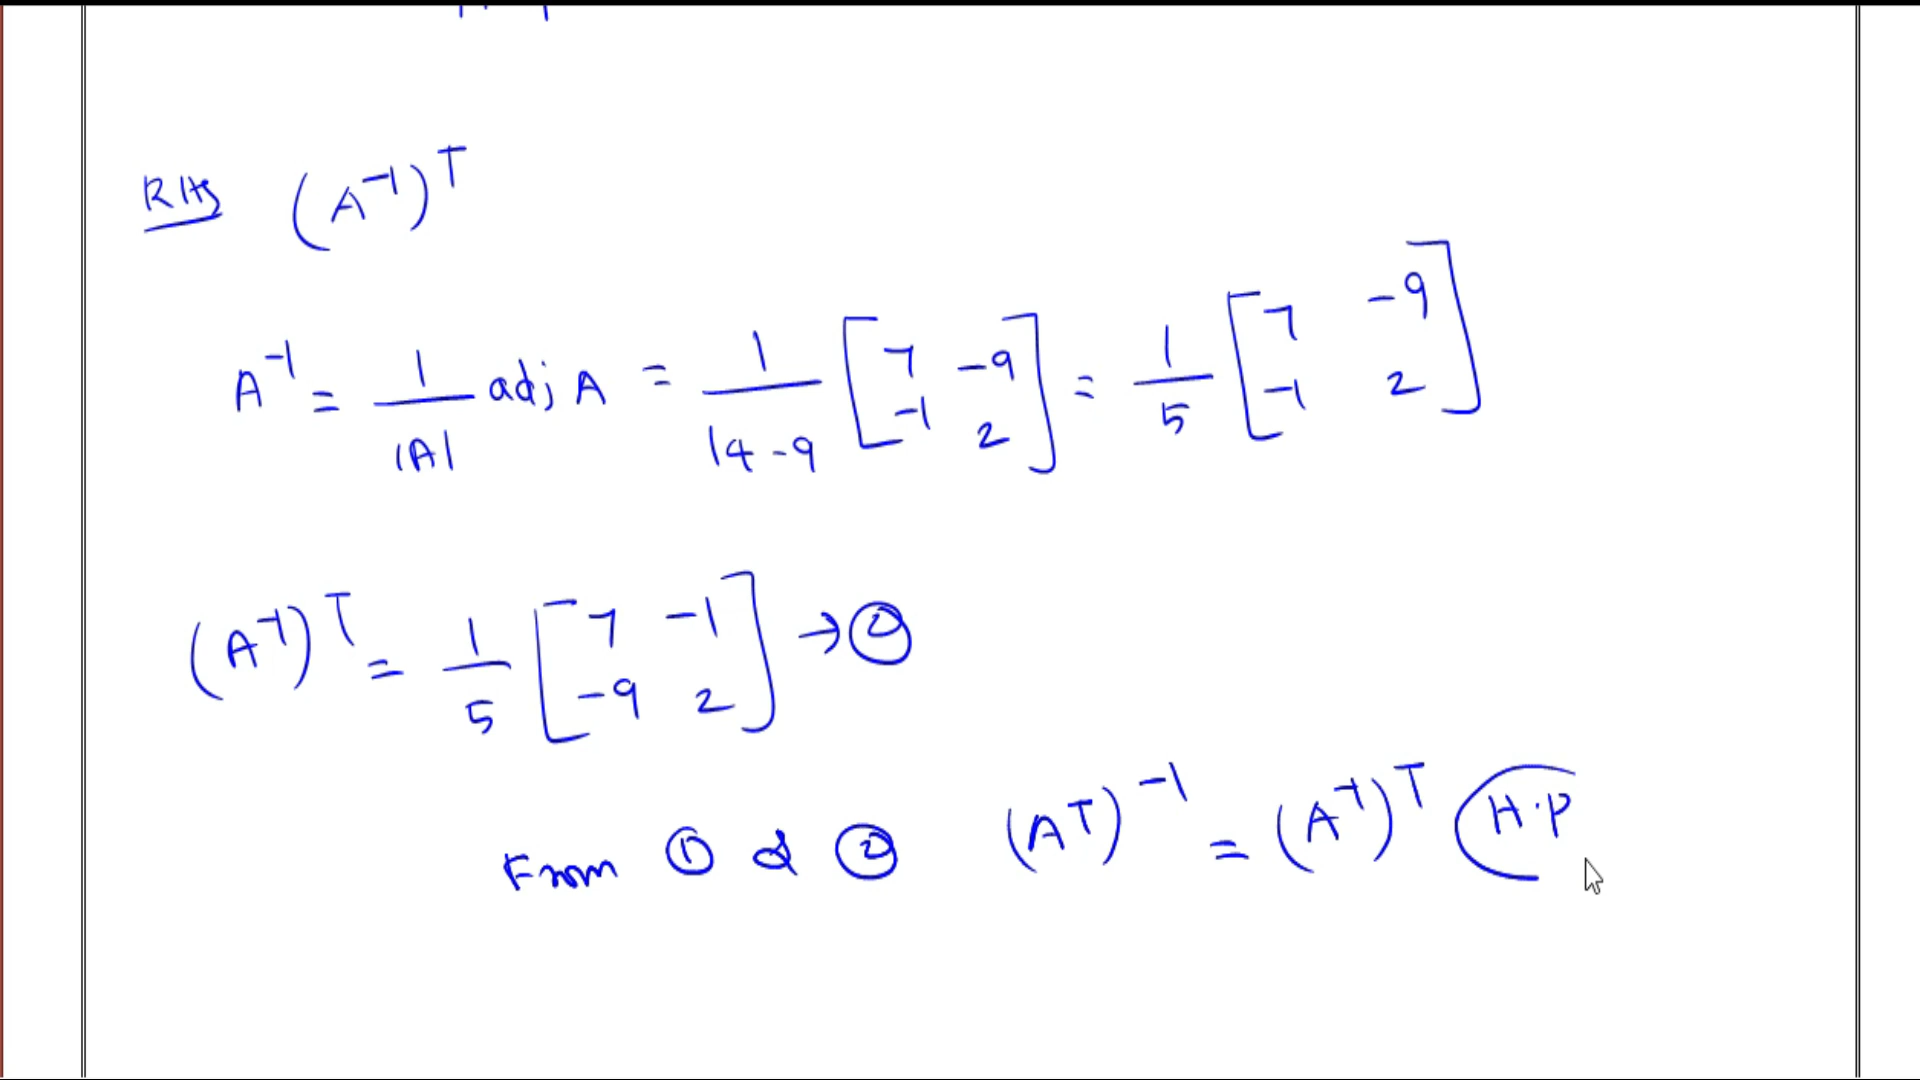 RHS (A⁻¹)ᵀ
A⁻¹ = 1/|A| adj A = 1/14-9 [7 -9; -1 2] = 1/5 [7 -9; -1 2]
(A⁻¹)ᵀ = 1/5 [7 -1; -9 2] → ②
From ① & ② (Aᵀ)⁻¹ = (A⁻¹)ᵀ H.P